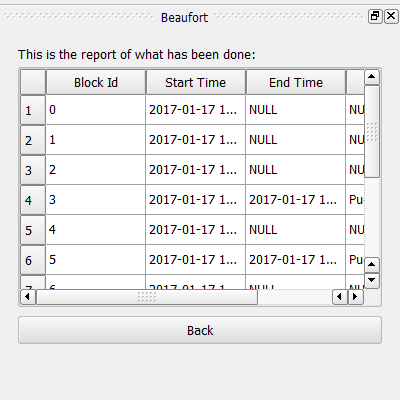 Beaufort
This is the report of what has been done:
Block Id Start Time End Time
1 0 2017-01-17 1... NULL NU
2 1 2017-01-17 1... NULL NU
3 2 2017-01-17 1... NULL NU
4 3 2017-01-17 1... 2017-01-17 1... Pu
5 4 2017-01-17 1... NULL NU
6 5 2017-01-17 1... 2017-01-17 1... Pu
7 6 2017-01-17 1... NULL NU
Back